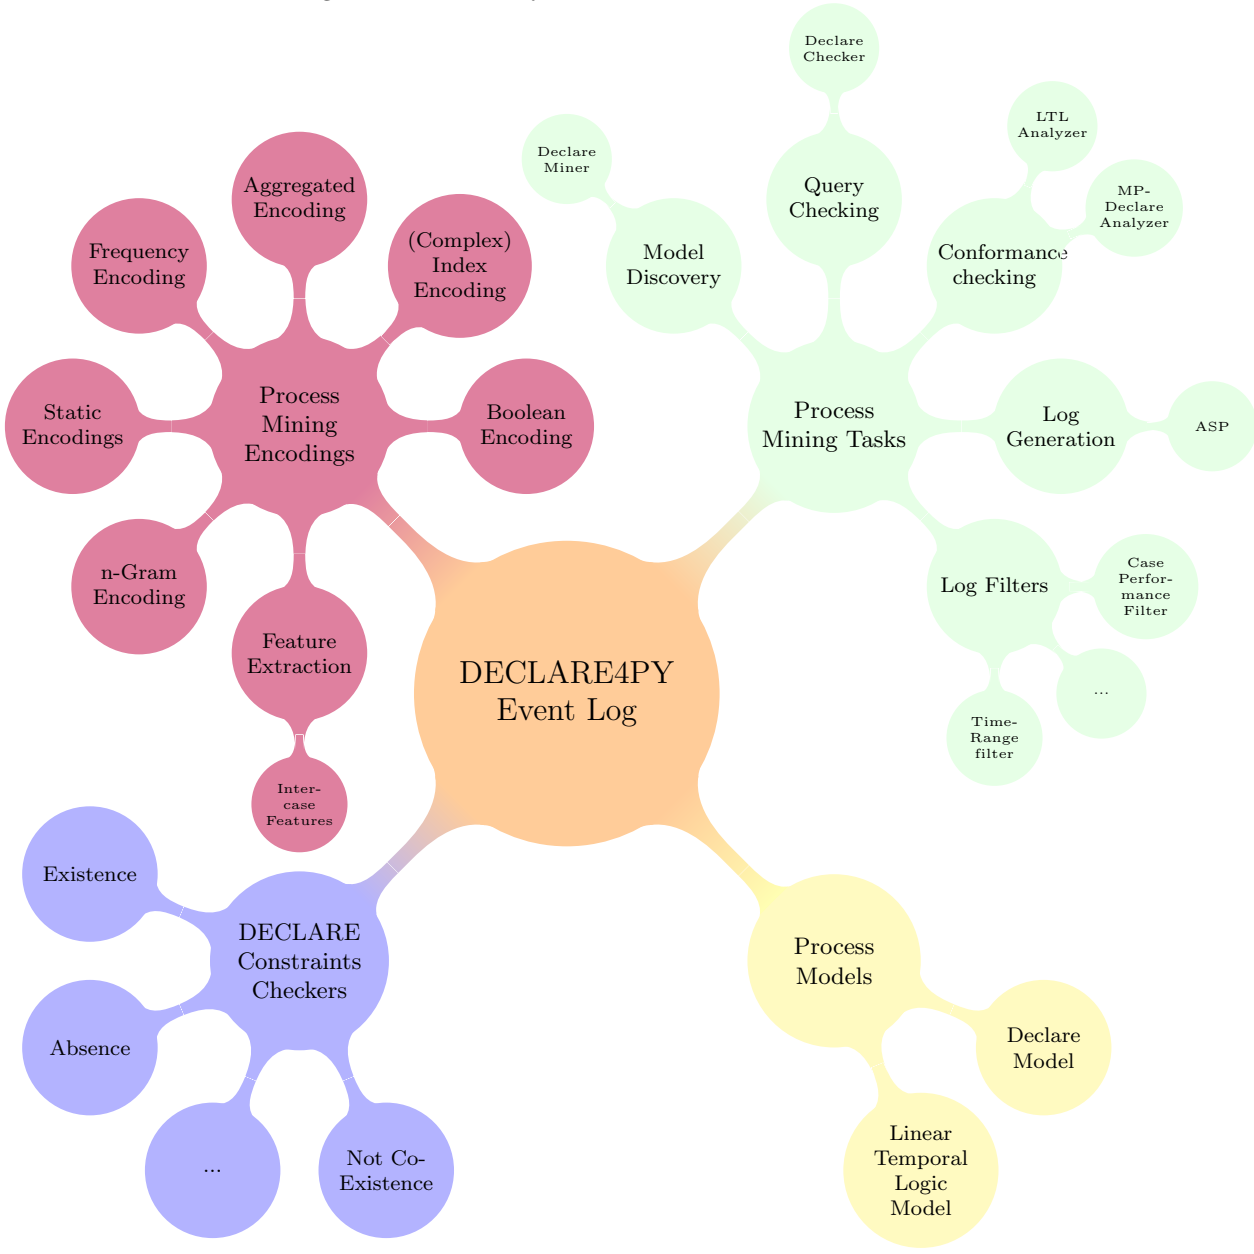 Declare
Checker
LTL
Analyzer
Declare
Miner
MP-
Declare
Analyzer
Aggregated
Encoding
Query
Checking
Frequency
Encoding
(Complex)
Index
Encoding
Model
Discovery
Conformance
checking
Static
Encodings
Process
Mining
Encodings
Boolean
Encoding
Process
Mining Tasks
Log
Generation
ASP
n-Gram
Encoding
Log Filters
Case
Perfor-
mance
Filter
Feature
Extraction
DECLARE4PY
Event Log
...
Time-
Range
filter
Inter-
case
Features
Existence
DECLARE
Constraints
Checkers
Process
Models
Absence
Declare
Model
...
Not Co-
Existence
Linear
Temporal
Logic
Model